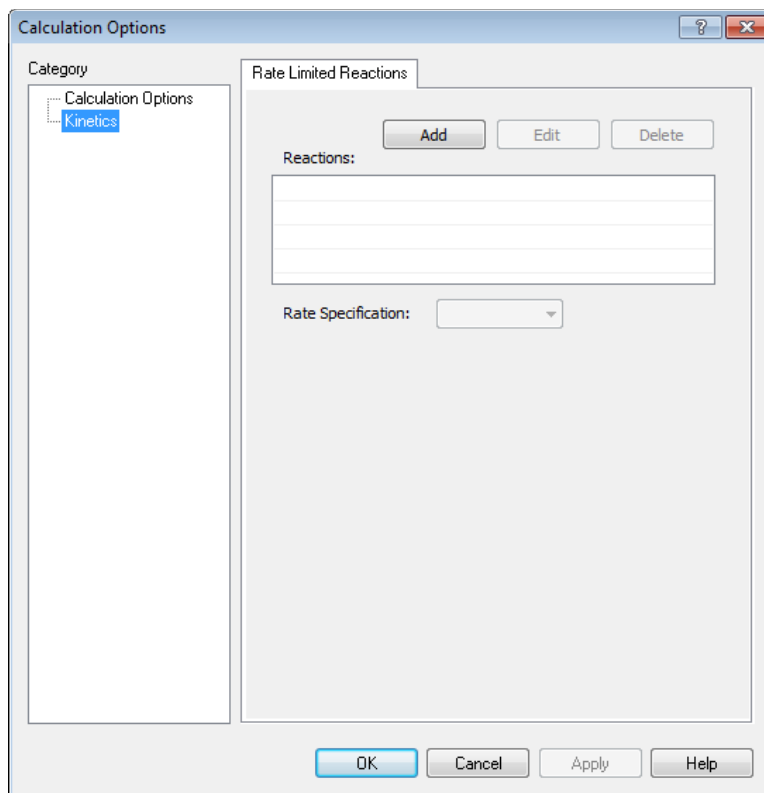 Calculation Options
Category
Calculation Options
Kinetics
Rate Limited Reactions
Add Edit Delete
Reactions:
Rate Specification:
OK Cancel Apply Help